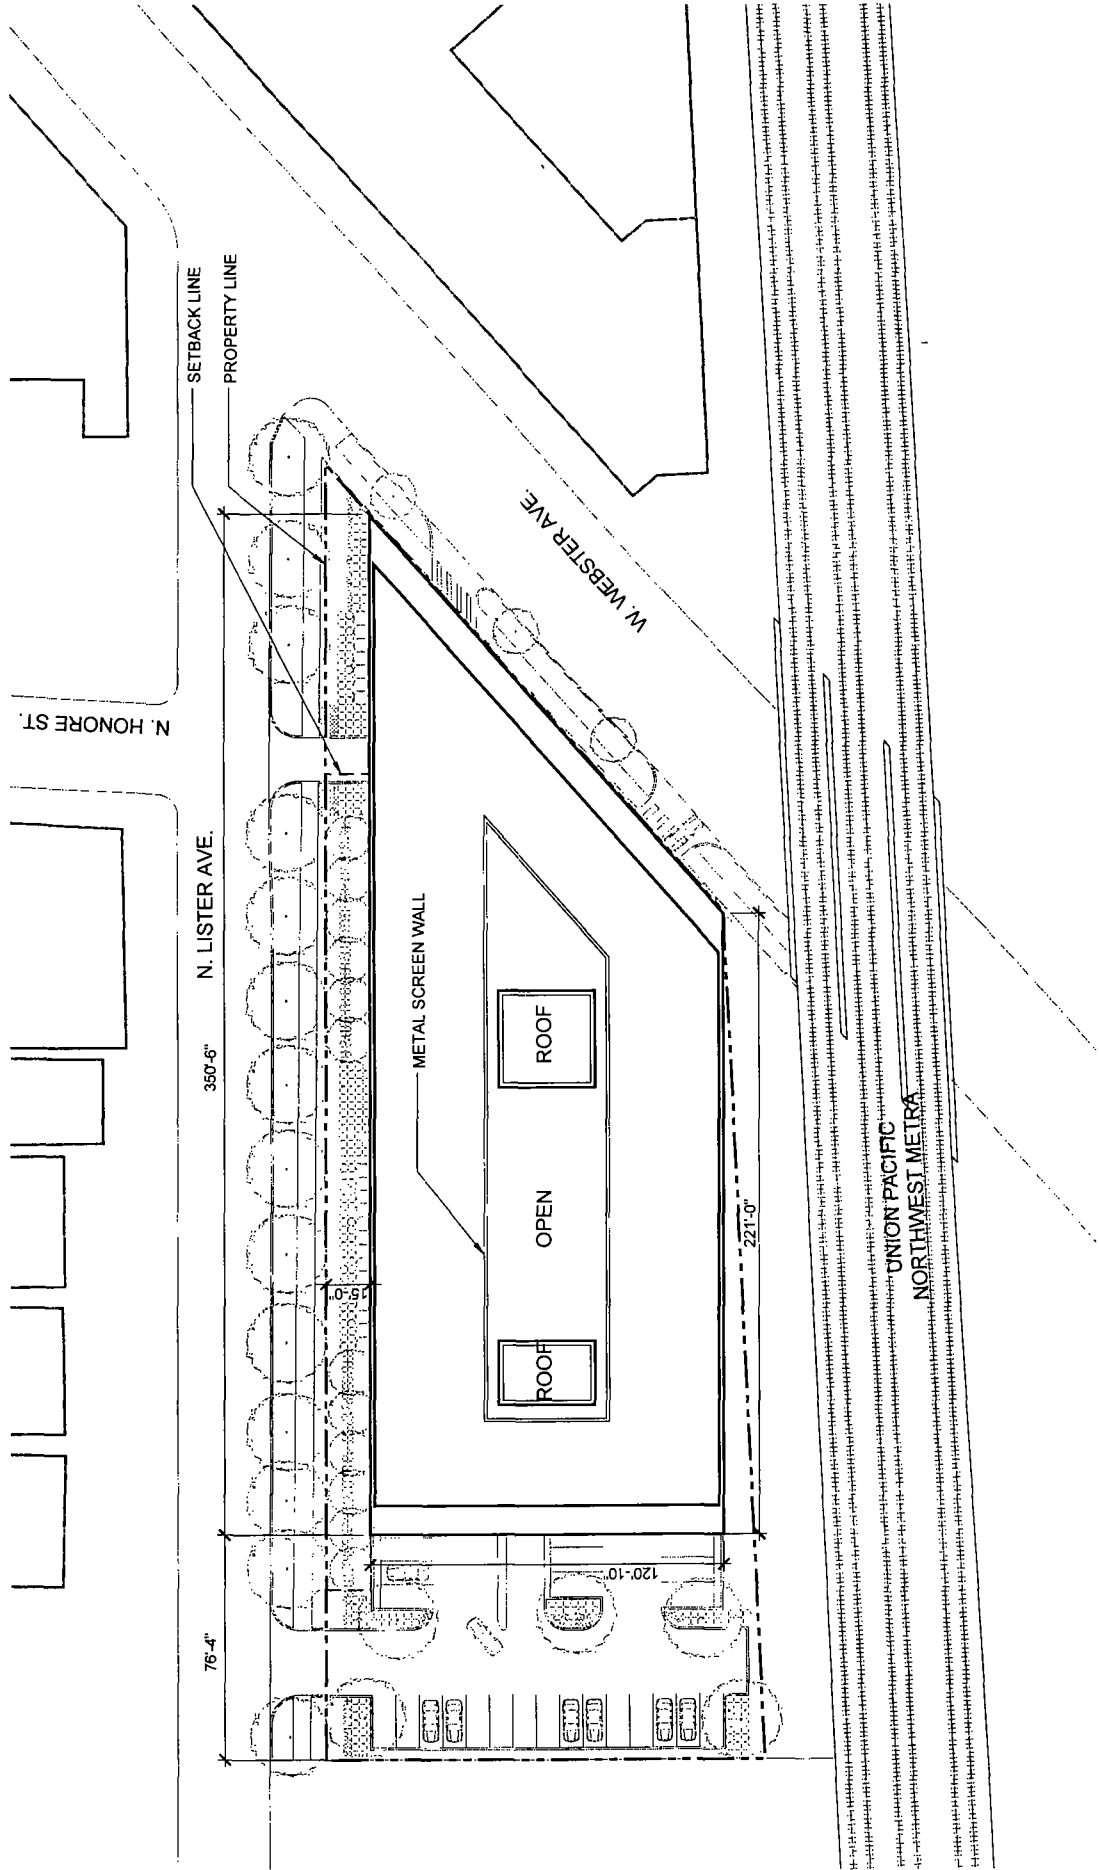 SETBACK LINE
PROPERTY LINE
W. WEBSTER AVE.
N. HONORE ST.
N. LISTER AVE.
350'-6"
METAL SCREEN WALL
ROOF
OPEN
ROOF
15'-0"
221'-0"
UNION PACIFIC
NORTHWEST METRA
120'-10"
76'-4"